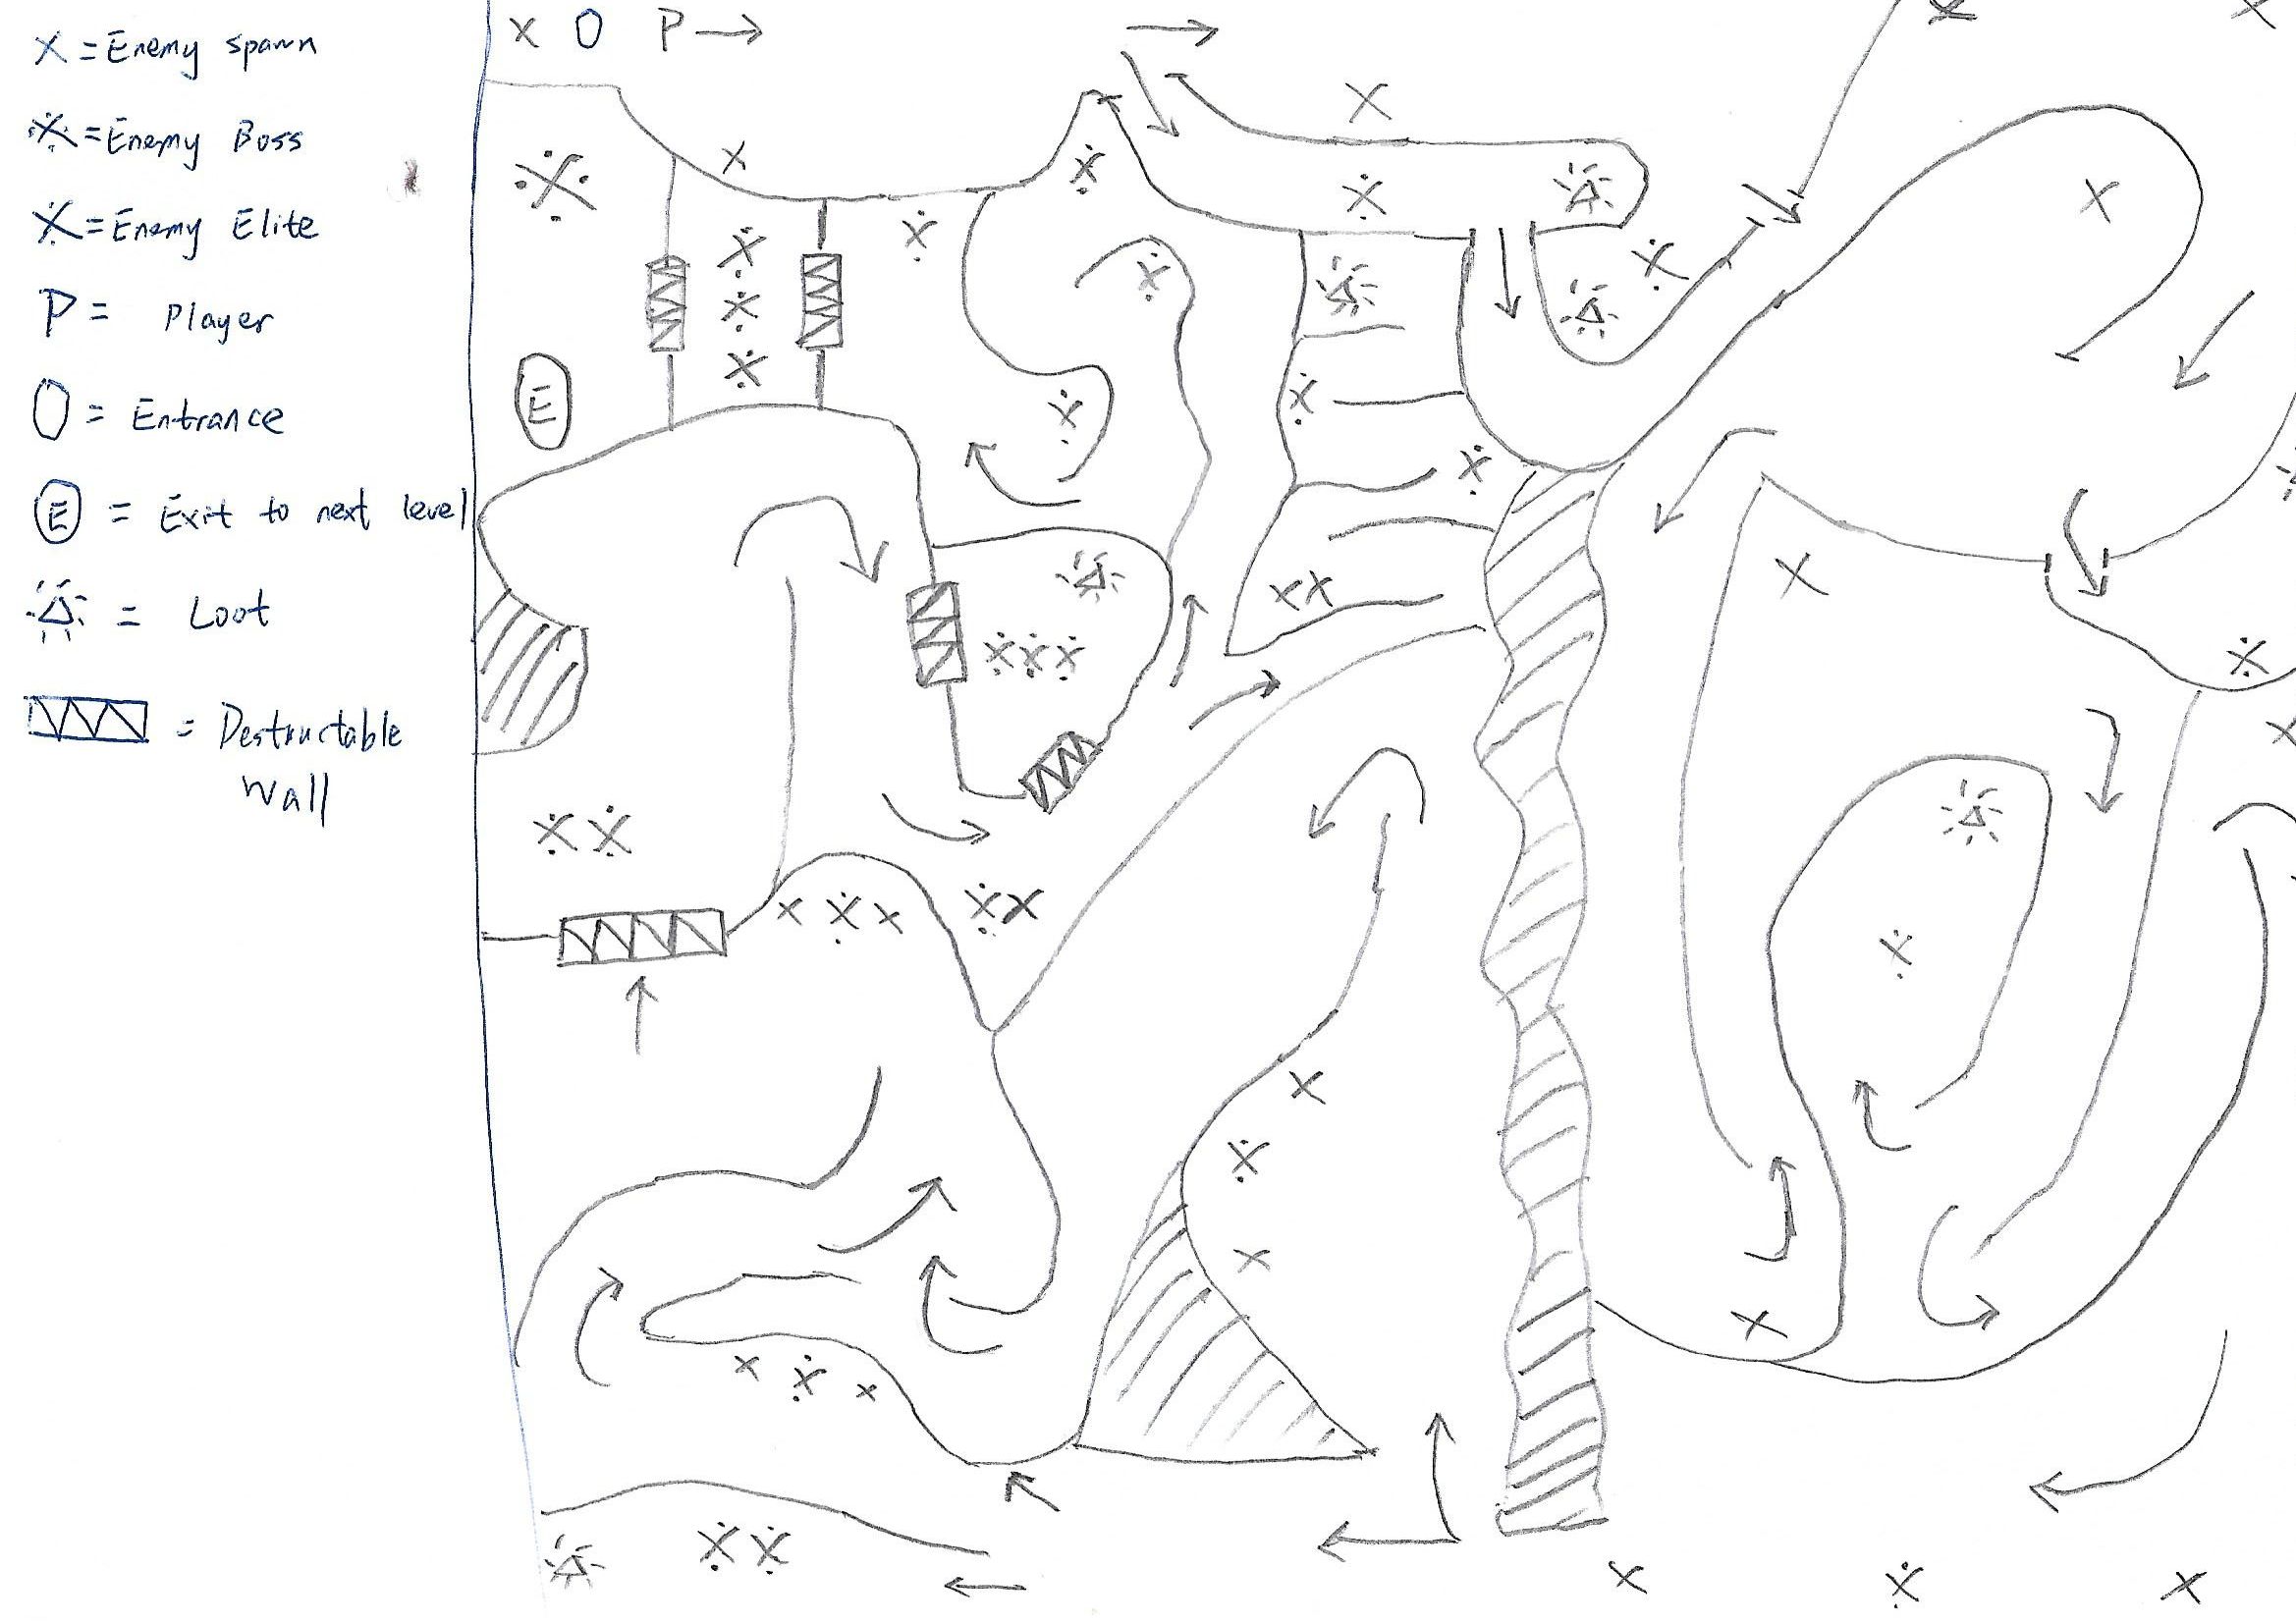 X = Enemy spawn
X = Enemy Boss
X = Enemy Elite
P = Player
O = Entrance
E = Exit to next level
= Loot
= Destructable
Wall
X O P
E